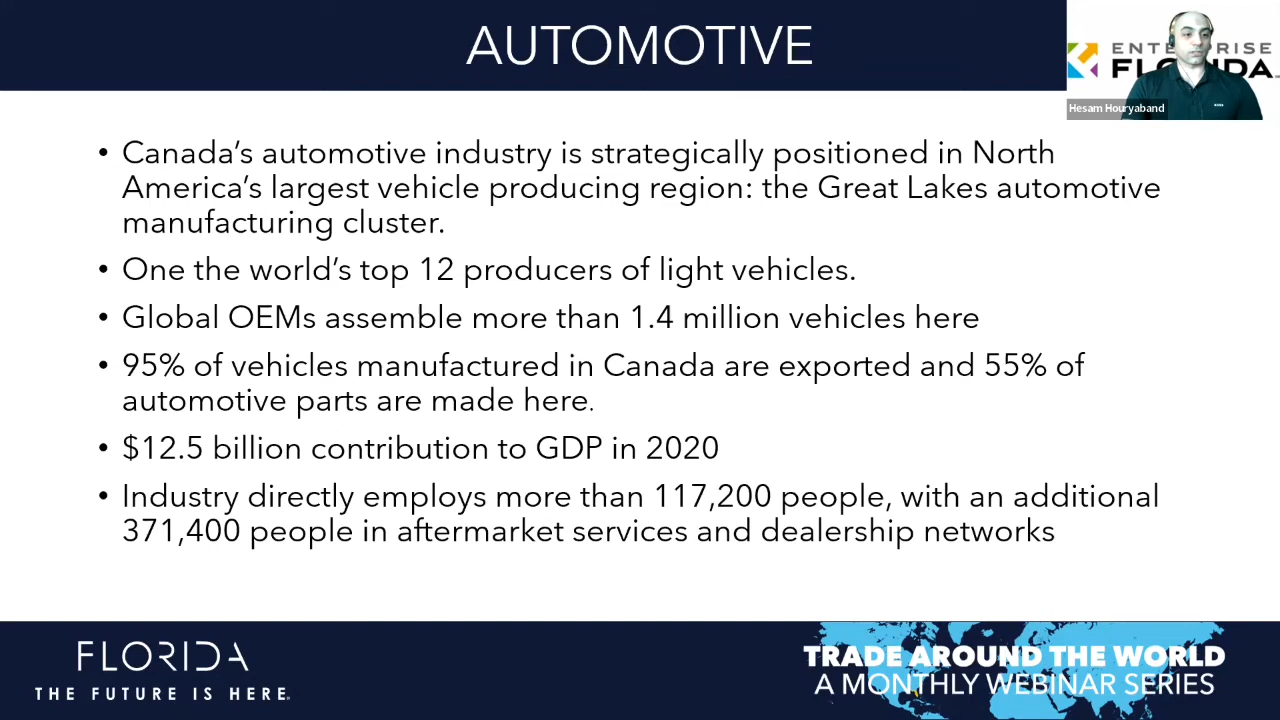 AUTOMOTIVE
ENTERPRISE
FLORIDA
Hesam Houryaband
• Canada’s automotive industry is strategically positioned in North
America’s largest vehicle producing region: the Great Lakes automotive
manufacturing cluster.
• One the world’s top 12 producers of light vehicles.
• Global OEMs assemble more than 1.4 million vehicles here
• 95% of vehicles manufactured in Canada are exported and 55% of
automotive parts are made here.
• $12.5 billion contribution to GDP in 2020
• Industry directly employs more than 117,200 people, with an additional
371,400 people in aftermarket services and dealership networks
FLORIDA
THE FUTURE IS HERE.
TRADE AROUND THE WORLD
A MONTHLY WEBINAR SERIES